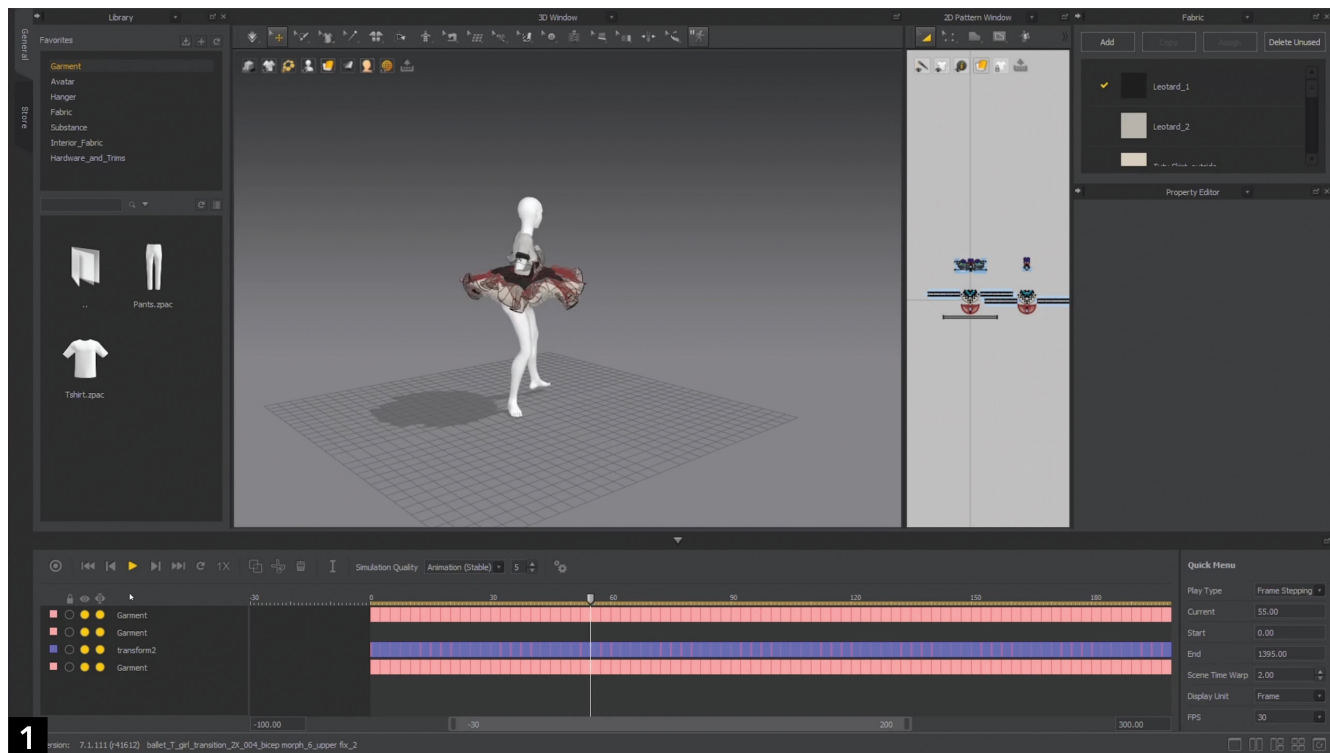 Library
3D Window
2D Pattern Window
Fabric
General
Store
Favorites
Garment
Avatar
Hanger
Fabric
Substance
Interior_Fabric
Hardware_and_Trims
..
Pants.zpac
Tshirt.zpac
Add
Copy
Assign
Delete Unused
Leotard_1
Leotard_2
Property Editor
1X
Simulation Quality Animation (Stable) 5
-30 0 30 60 90 120 150 180
Garment
Garment
transform2
Garment
-100.00 -30 200 300.00
Quick Menu
Play Type Frame Stepping
Current 55.00
Start 0.00
End 1395.00
Scene Time Warp 2.00
Display Unit Frame
FPS 30
1
ersion: 7.1.111 (r41612) ballet_T_girl_transition_2X_004_bicep morph_6_upper fix_2